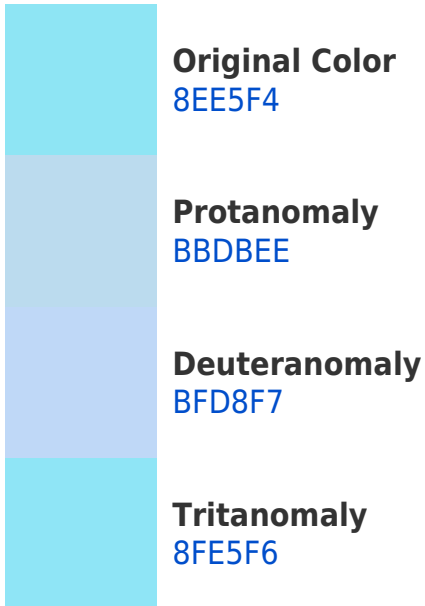 Original Color
8EE5F4
Protanomaly
BBDBEE
Deuteranomaly
BFD8F7
Tritanomaly
8FE5F6